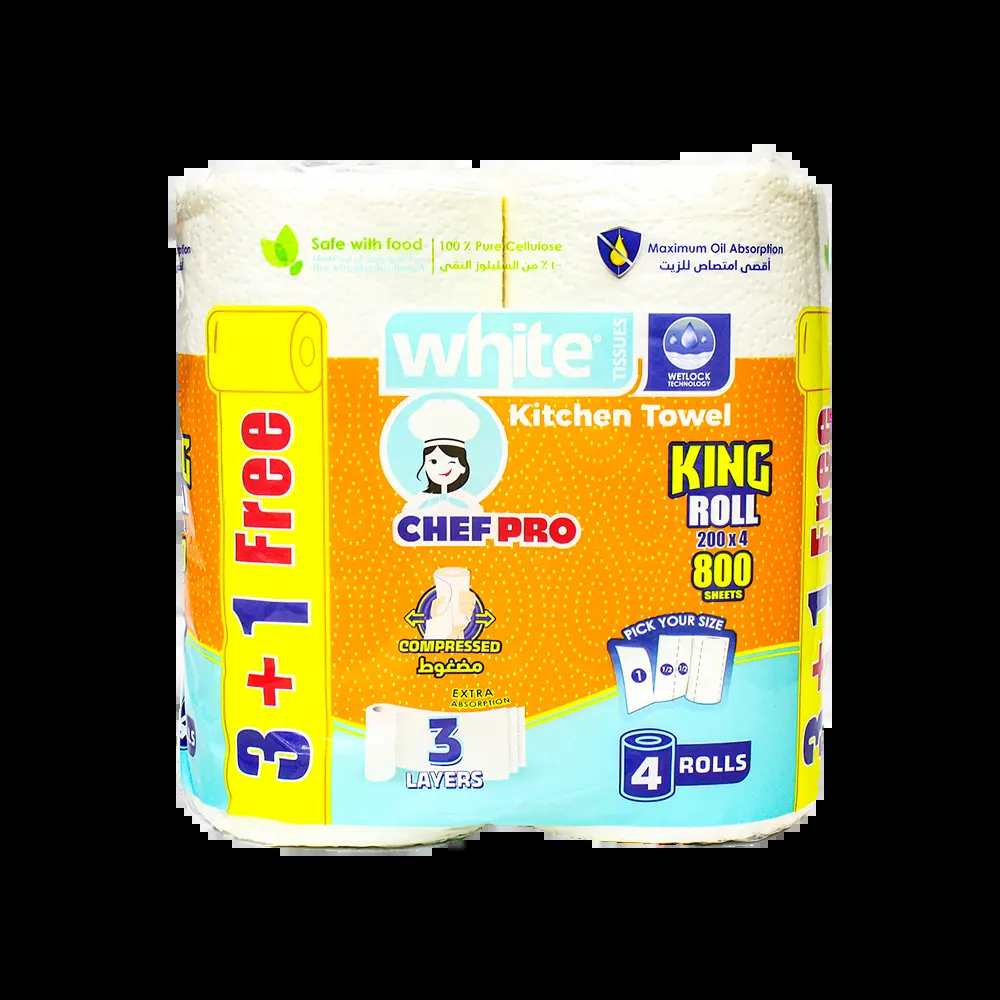 Safe with food
100 % Pure Cellulose
١٠٠٪ من السليلوز النقي
Maximum Oil Absorption
أقصى امتصاص للزيت
white®
TISSUES
WETLOCK
TECHNOLOGY
Kitchen Towel
3 + 1 Free
CHEF PRO
KING
ROLL
200 x 4
800
SHEETS
COMPRESSED
مضغوط
PICK YOUR SIZE
1
1/2
1/2
EXTRA
ABSORPTION
3
LAYERS
4 ROLLS
3 + 1 Free